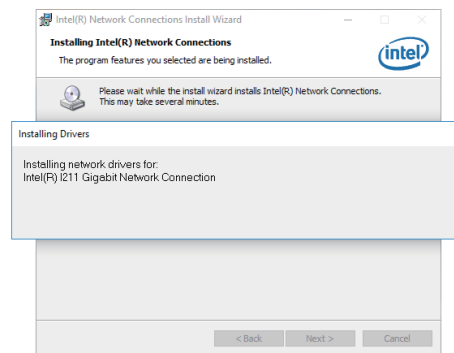 Intel(R) Network Connections Install Wizard
Installing Intel(R) Network Connections
The program features you selected are being installed.
intel
Please wait while the install wizard installs Intel(R) Network Connections.
This may take several minutes.
Installing Drivers
Installing network drivers for:
Intel(R) I211 Gigabit Network Connection
< Back Next > Cancel